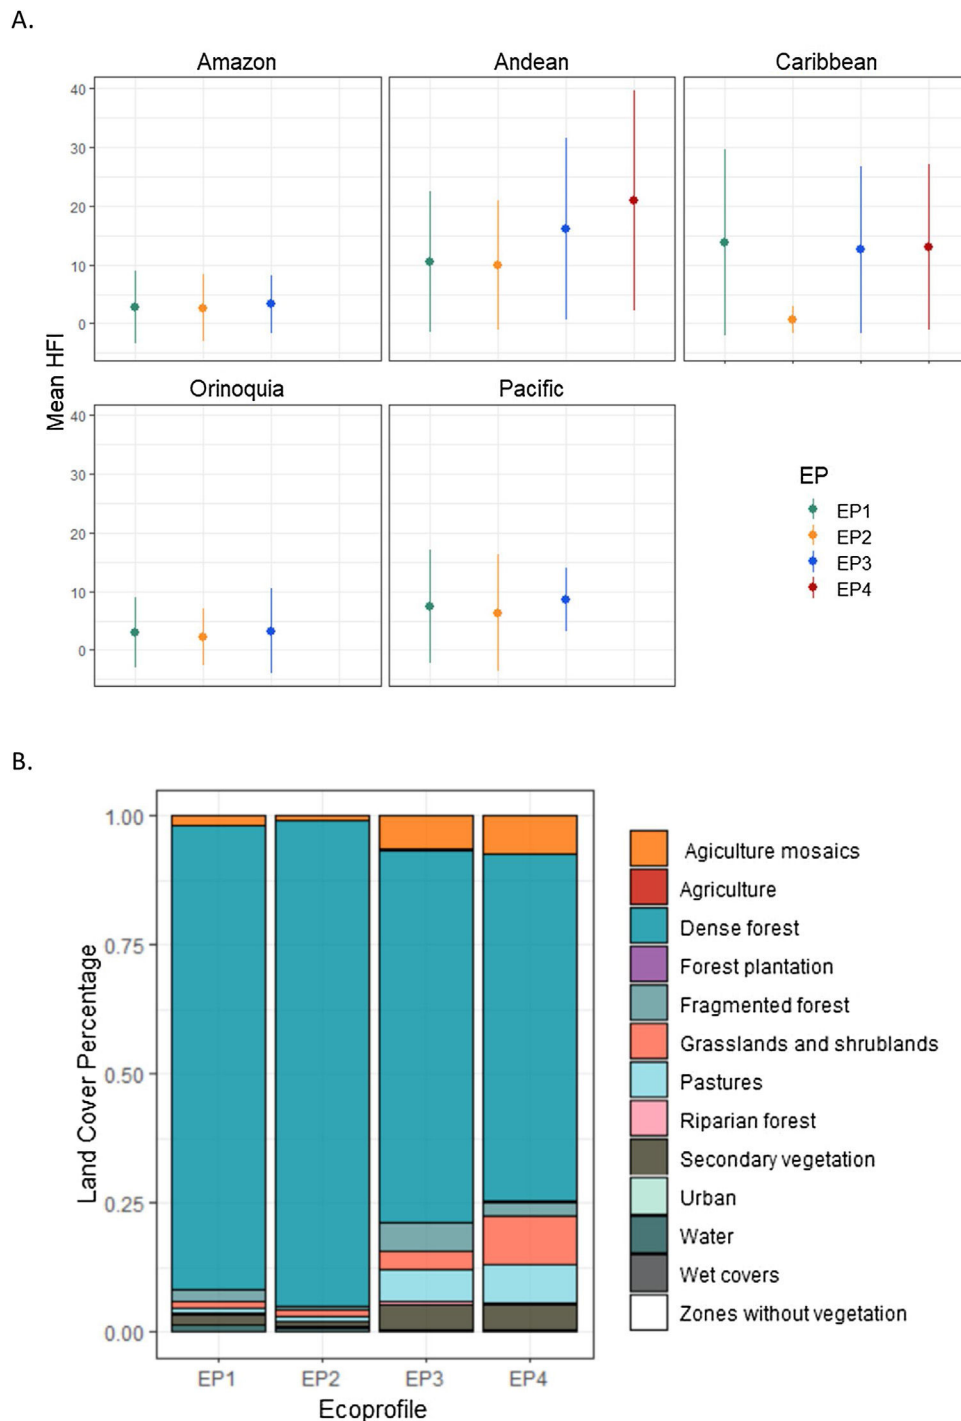 A.
Amazon
Andean
Caribbean
40
30
20
10
0
Mean HFI
Orinoquia
Pacific
40
30
20
10
0
EP
EP1
EP2
EP3
EP4
B.
1.00
0.75
0.50
0.25
0.00
Land Cover Percentage
EP1
EP2
EP3
EP4
Ecoprofile
Agiculture mosaics
Agriculture
Dense forest
Forest plantation
Fragmented forest
Grasslands and shrublands
Pastures
Riparian forest
Secondary vegetation
Urban
Water
Wet covers
Zones without vegetation